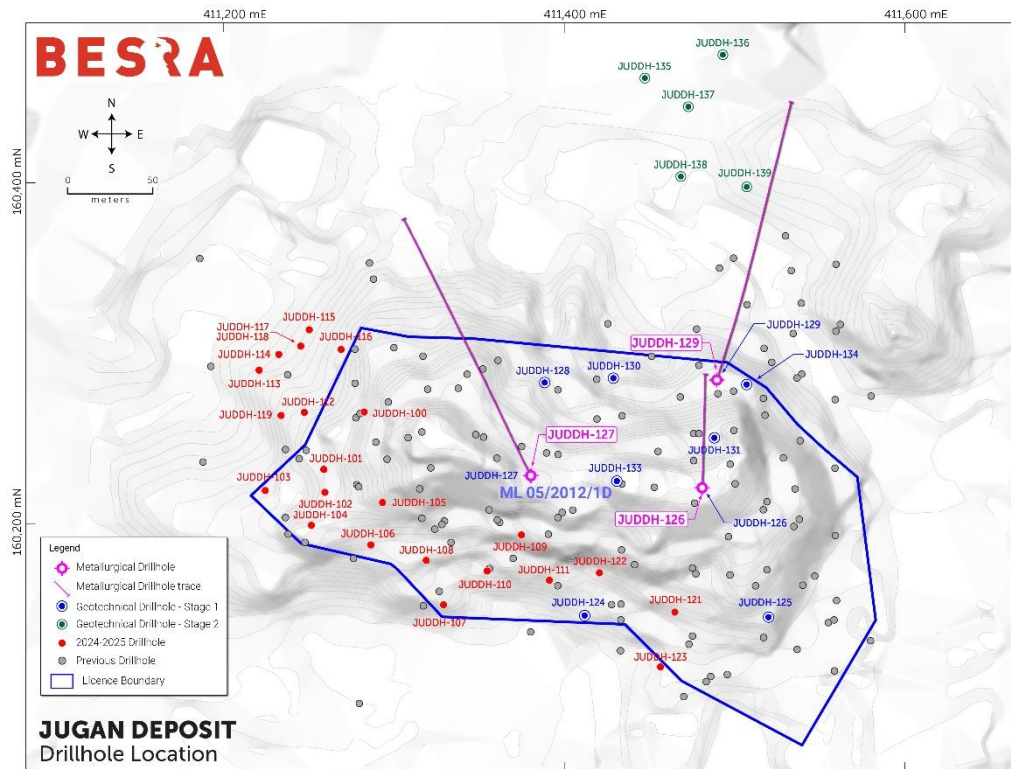 411,200 mE
411,400 mE
411,600 mE
BESRA
N
W E
S
0 50
meters
160,400 mN
160,200 mN
JUDDH-136
JUDDH-135
JUDDH-137
JUDDH-138
JUDDH-139
JUDDH-115
JUDDH-117
JUDDH-118
JUDDH-116
JUDDH-114
JUDDH-113
JUDDH-129
JUDDH-129
JUDDH-134
JUDDH-130
JUDDH-128
JUDDH-112
JUDDH-119
JUDDH-100
JUDDH-127
JUDDH-131
JUDDH-101
JUDDH-133
JUDDH-127
JUDDH-103
ML 05/2012/1D
JUDDH-102
JUDDH-105
JUDDH-104
JUDDH-126
JUDDH-126
JUDDH-106
JUDDH-109
JUDDH-108
JUDDH-111
JUDDH-122
JUDDH-110
JUDDH-124
JUDDH-121
JUDDH-125
JUDDH-107
JUDDH-123
Legend
Metallurgical Drillhole
Metallurgical Drillhole trace
Geotechnical Drillhole - Stage 1
Geotechnical Drillhole - Stage 2
2024-2025 Drillhole
Previous Drillhole
Licence Boundary
JUGAN DEPOSIT
Drillhole Location